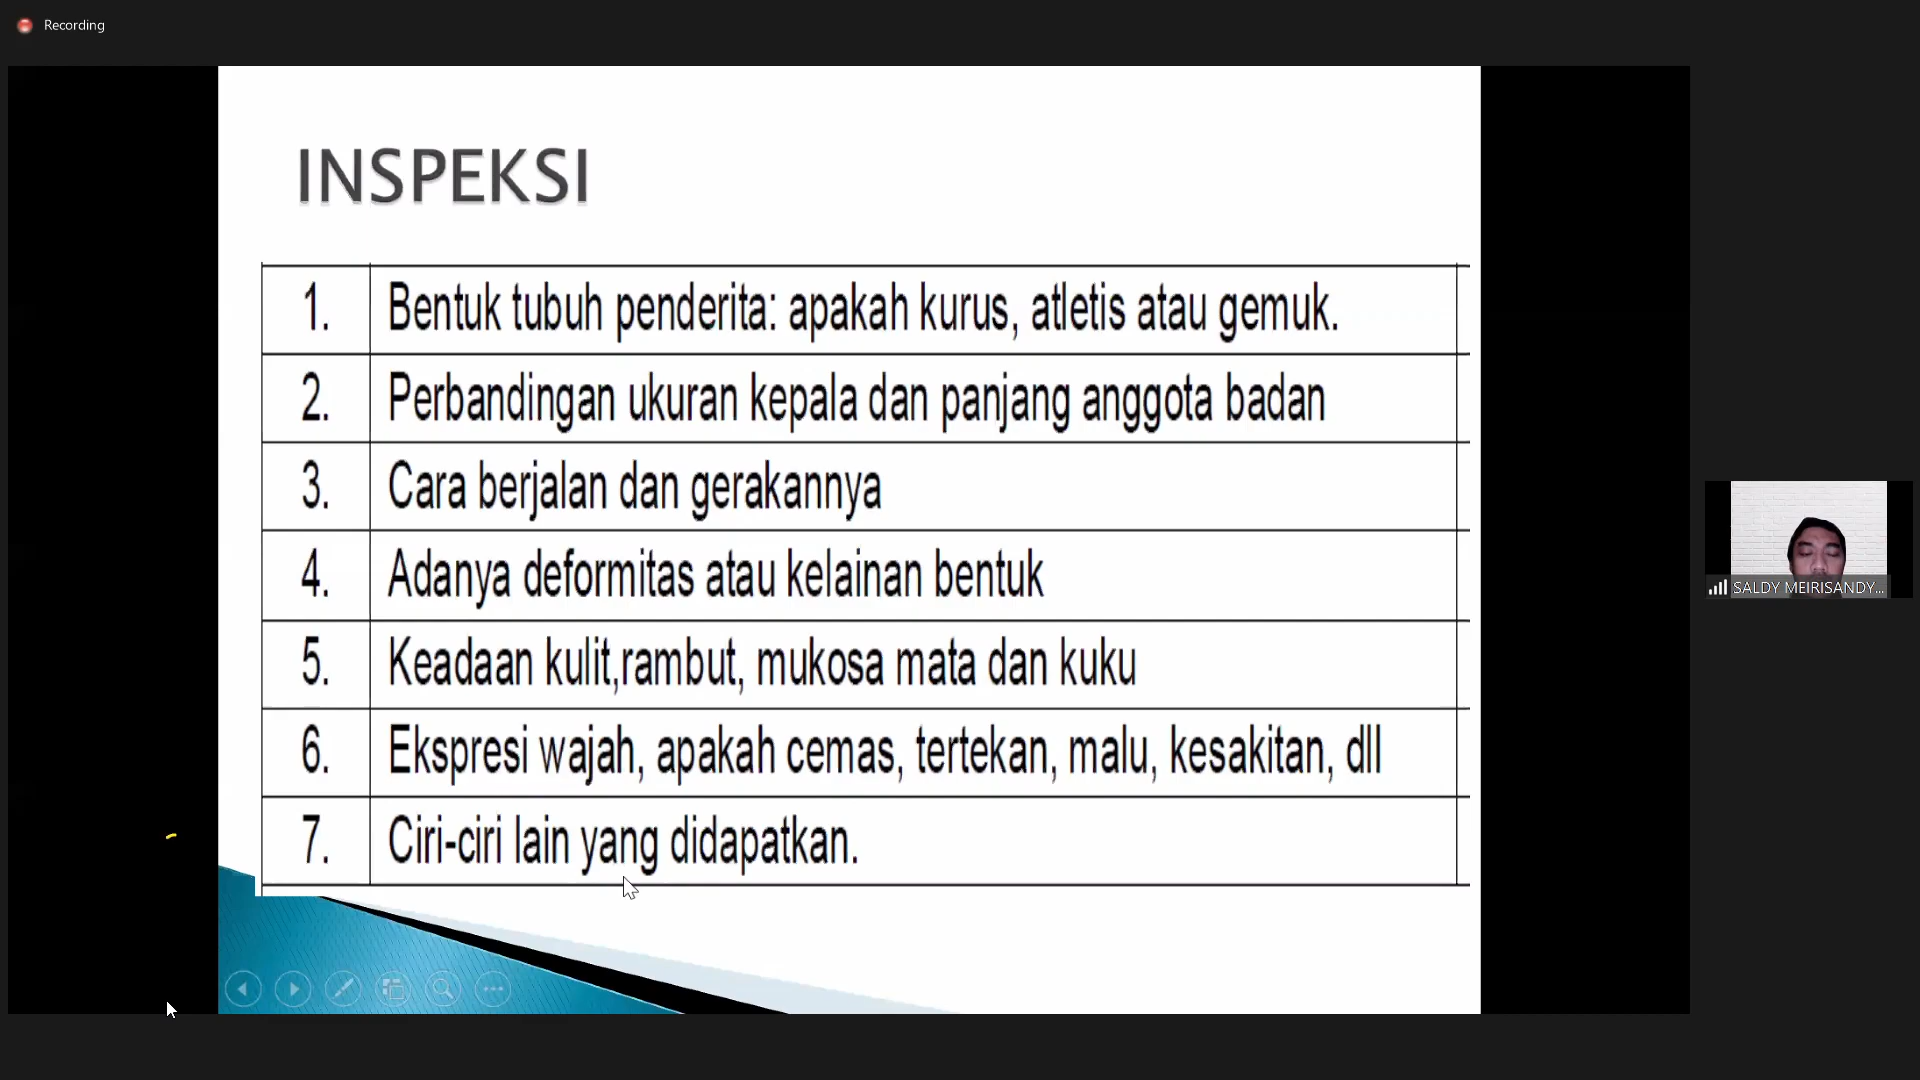 Recording
INSPEKSI
1. Bentuk tubuh penderita: apakah kurus, atletis atau gemuk.
2. Perbandingan ukuran kepala dan panjang anggota badan
3. Cara berjalan dan gerakannya
4. Adanya deformitas atau kelainan bentuk
5. Keadaan kulit,rambut, mukosa mata dan kuku
6. Ekspresi wajah, apakah cemas, tertekan, malu, kesakitan, dll
7. Ciri-ciri lain yang didapatkan.
SALDY MEIRISANDY...